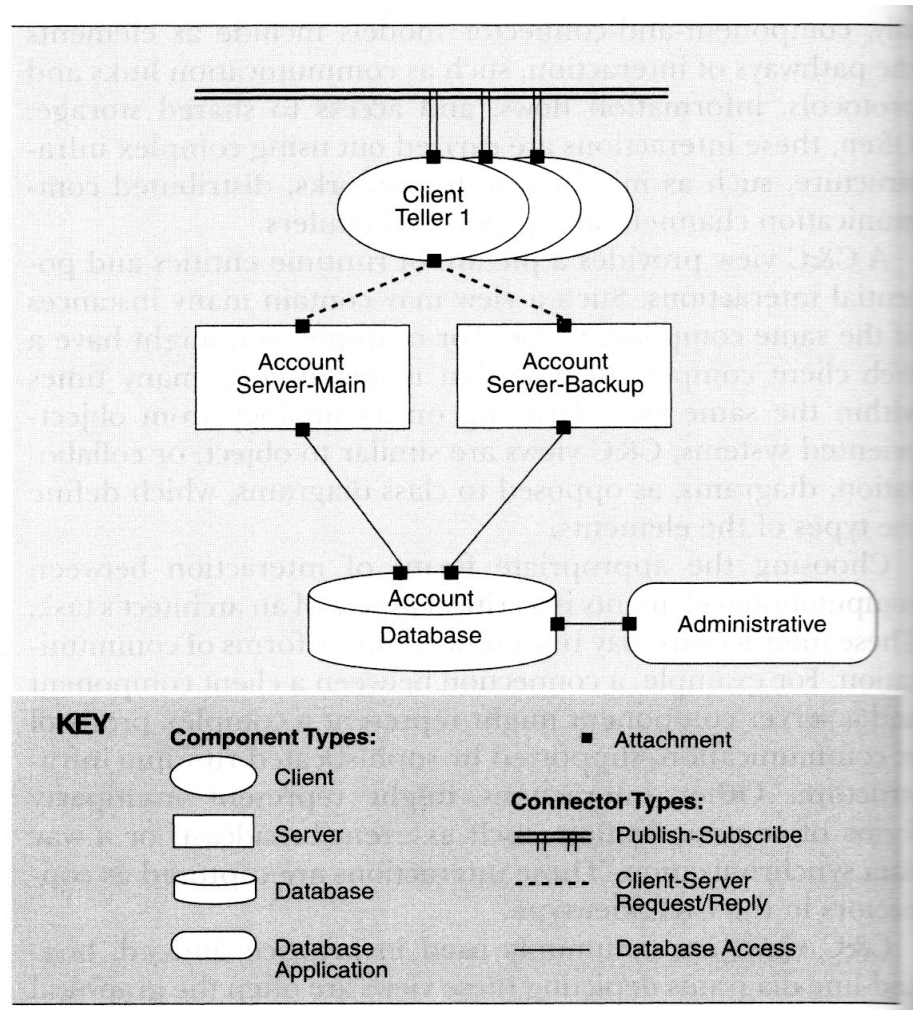 Client
Teller 1
Account
Server-Main
Account
Server-Backup
Account
Database
Administrative
KEY
Component Types:
Client
Server
Database
Database
Application
Attachment
Connector Types:
Publish-Subscribe
Client-Server
Request/Reply
Database Access